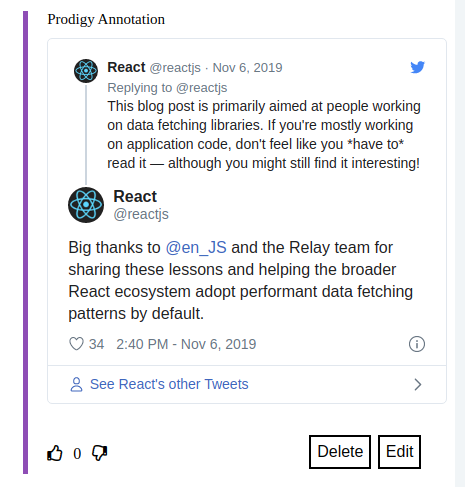 Prodigy Annotation
React @reactjs · Nov 6, 2019
Replying to @reactjs
This blog post is primarily aimed at people working
on data fetching libraries. If you're mostly working
on application code, don't feel like you *have to*
read it — although you might still find it interesting!
React
@reactjs
Big thanks to @en_JS and the Relay team for
sharing these lessons and helping the broader
React ecosystem adopt performant data fetching
patterns by default.
34 2:40 PM - Nov 6, 2019
See React's other Tweets
0 Delete Edit